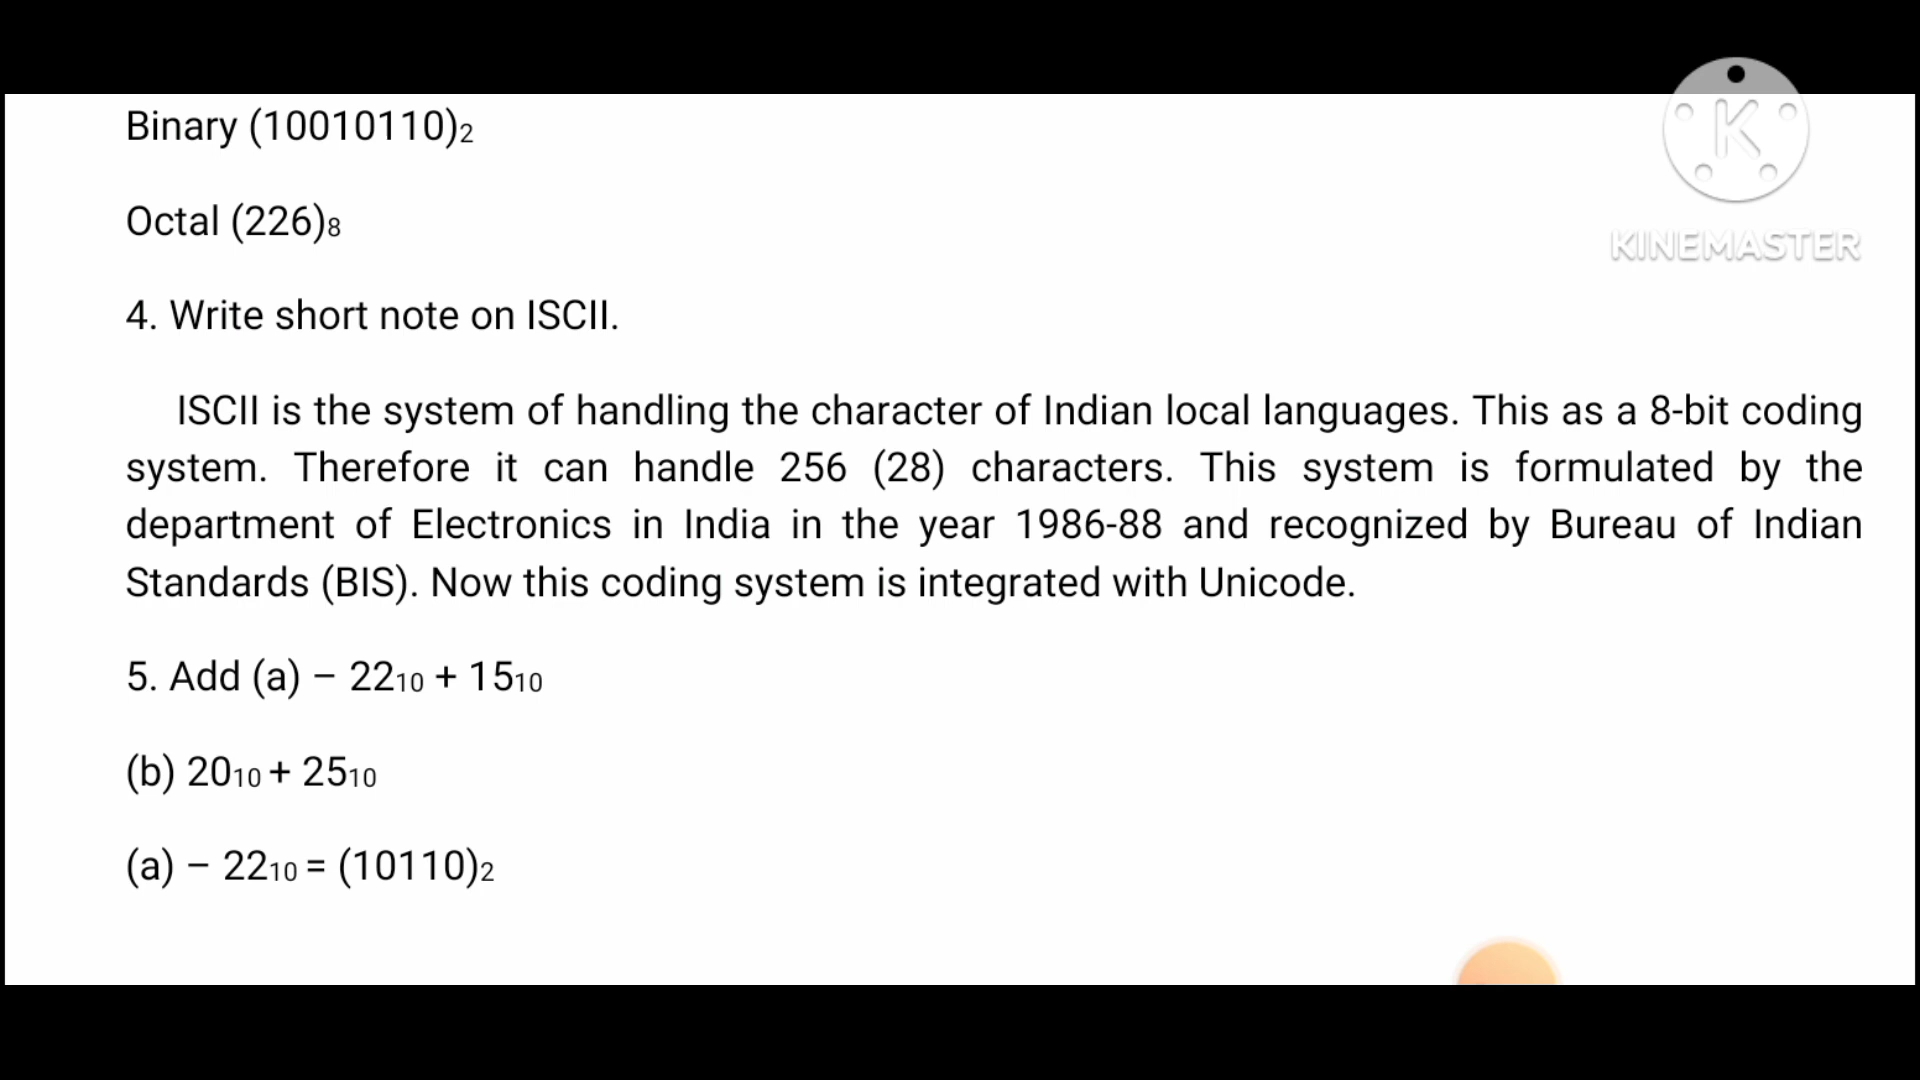 Binary (10010110)₂
K
KINEMASTER
Octal (226)₈
4. Write short note on ISCII.
ISCII is the system of handling the character of Indian local languages. This as a 8-bit coding
system. Therefore it can handle 256 (28) characters. This system is formulated by the
department of Electronics in India in the year 1986-88 and recognized by Bureau of Indian
Standards (BIS). Now this coding system is integrated with Unicode.
5. Add (a) – 22₁₀ + 15₁₀
(b) 20₁₀ + 25₁₀
(a) – 22₁₀ = (10110)₂